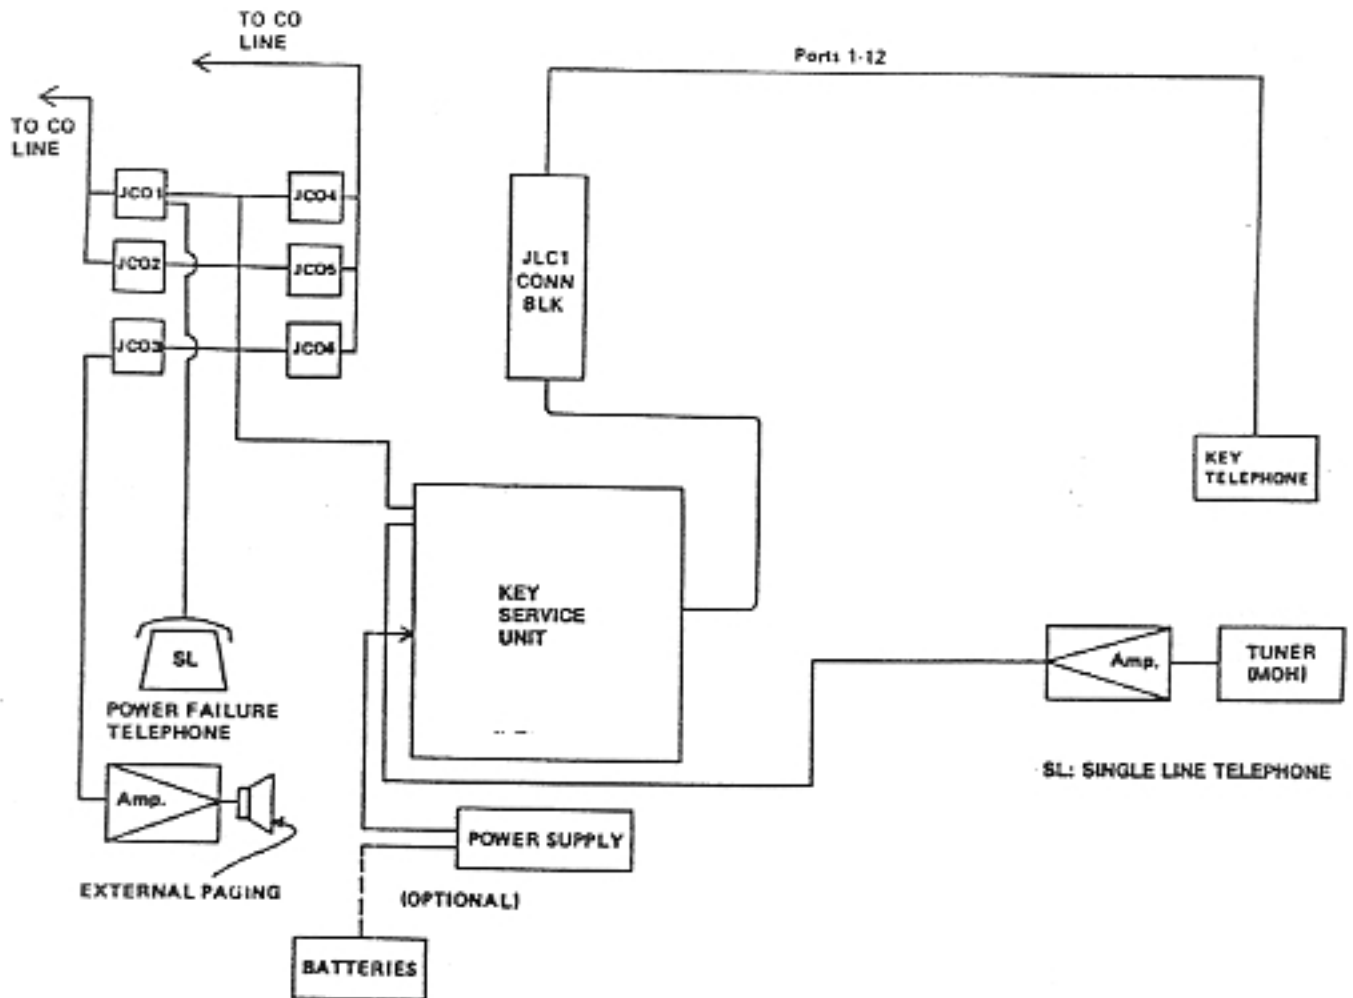 TO CO
LINE
Ports 1-12
TO CO
LINE
JCO1
JCO4
JCO2
JCO5
JLC1
CONN
BLK
JCO3
JCO6
KEY
TELEPHONE
KEY
SERVICE
UNIT
SL
POWER FAILURE
TELEPHONE
Amp.
TUNER
(MOH)
SL: SINGLE LINE TELEPHONE
Amp.
POWER SUPPLY
EXTERNAL PAGING
(OPTIONAL)
BATTERIES